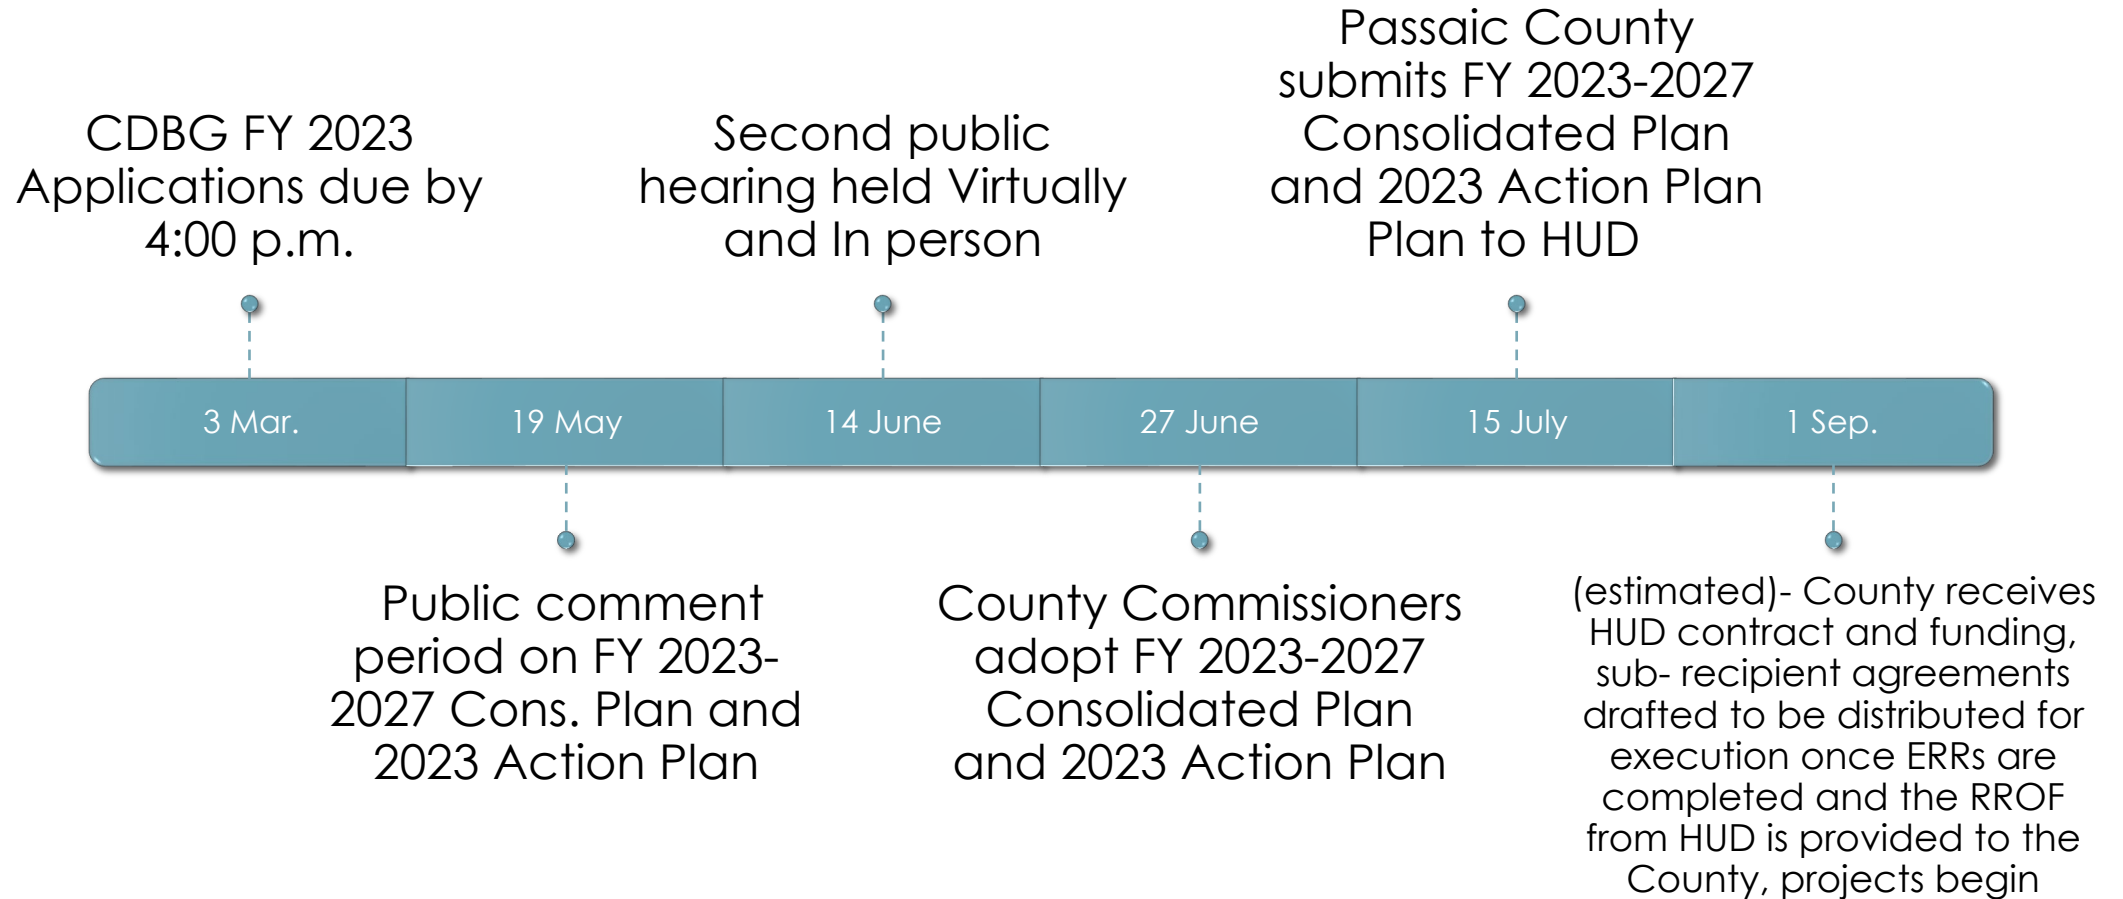 CDBG FY 2023
Applications due by
4:00 p.m.
Second public
hearing held Virtually
and In person
Passaic County
submits FY 2023-2027
Consolidated Plan
and 2023 Action Plan
Plan to HUD
3 Mar.
19 May
14 June
27 June
15 July
1 Sep.
Public comment
period on FY 2023-
2027 Cons. Plan and
2023 Action Plan
County Commissioners
adopt FY 2023-2027
Consolidated Plan
and 2023 Action Plan
(estimated)- County receives
HUD contract and funding,
sub- recipient agreements
drafted to be distributed for
execution once ERRs are
completed and the RROF
from HUD is provided to the
County, projects begin